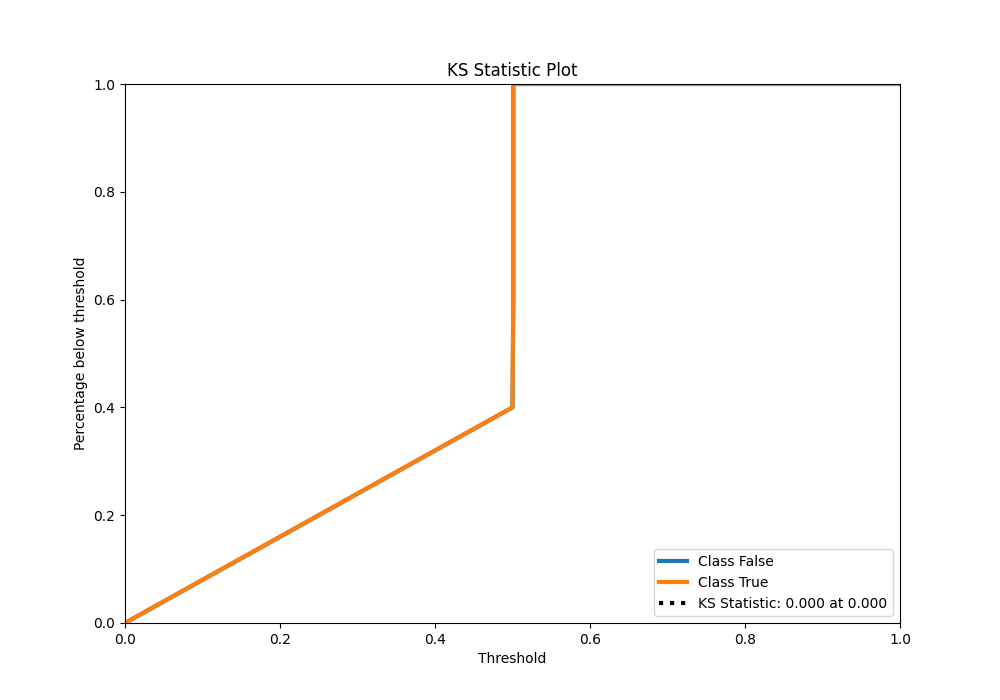 KS Statistic Plot
1.0
0.8
0.6
0.4
0.2
0.0
Percentage below threshold
0.0 0.2 0.4 0.6 0.8 1.0
Threshold
Class False
Class True
KS Statistic: 0.000 at 0.000